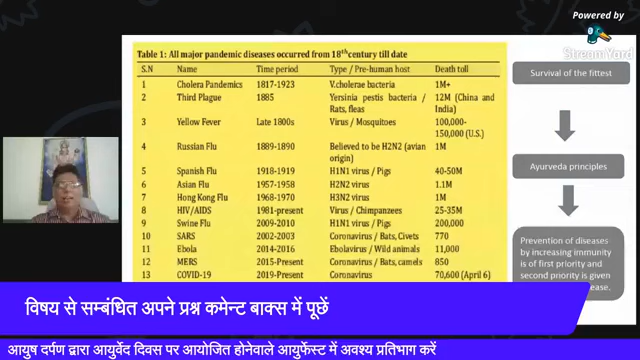 Powered by
StreamYard
Table 1: All major pandemic diseases occurred from 18th century till date
S.N Name Time period Type / Pre-human host Death toll
1 Cholera Pandemics 1817-1923 V.cholerae bacteria 1M+
2 Third Plague 1885 Yersinia pestis bacteria / Rats, fleas 12M (China and India)
3 Yellow Fever Late 1800s Virus / Mosquitoes 100,000-150,000 (U.S.)
4 Russian Flu 1889-1890 Believed to be H2N2 (avian origin) 1M
5 Spanish Flu 1918-1919 H1N1 virus / Pigs 40-50M
6 Asian Flu 1957-1958 H2N2 virus 1.1M
7 Hong Kong Flu 1968-1970 H3N2 virus 1M
8 HIV/AIDS 1981-present Virus / Chimpanzees 25-35M
9 Swine Flu 2009-2010 H1N1 virus / Pigs 200,000
10 SARS 2002-2003 Coronavirus / Bats, Civets 770
11 Ebola 2014-2016 Ebolavirus / Wild animals 11,000
12 MERS 2015-Present Coronavirus / Bats, camels 850
13 COVID-19 2019-Present Coronavirus 70,600 (April 6)
Survival of the fittest
Ayurveda principles
Prevention of diseases
by increasing immunity
is of first priority and
second priority is given
विषय से सम्बंधित अपने प्रश्न कमेन्ट बाक्स में पूछें
आयुष दर्पण द्वारा आयुर्वेद दिवस पर आयोजित होनेवाले आयुर्फेस्ट में अवश्य प्रतिभाग करें